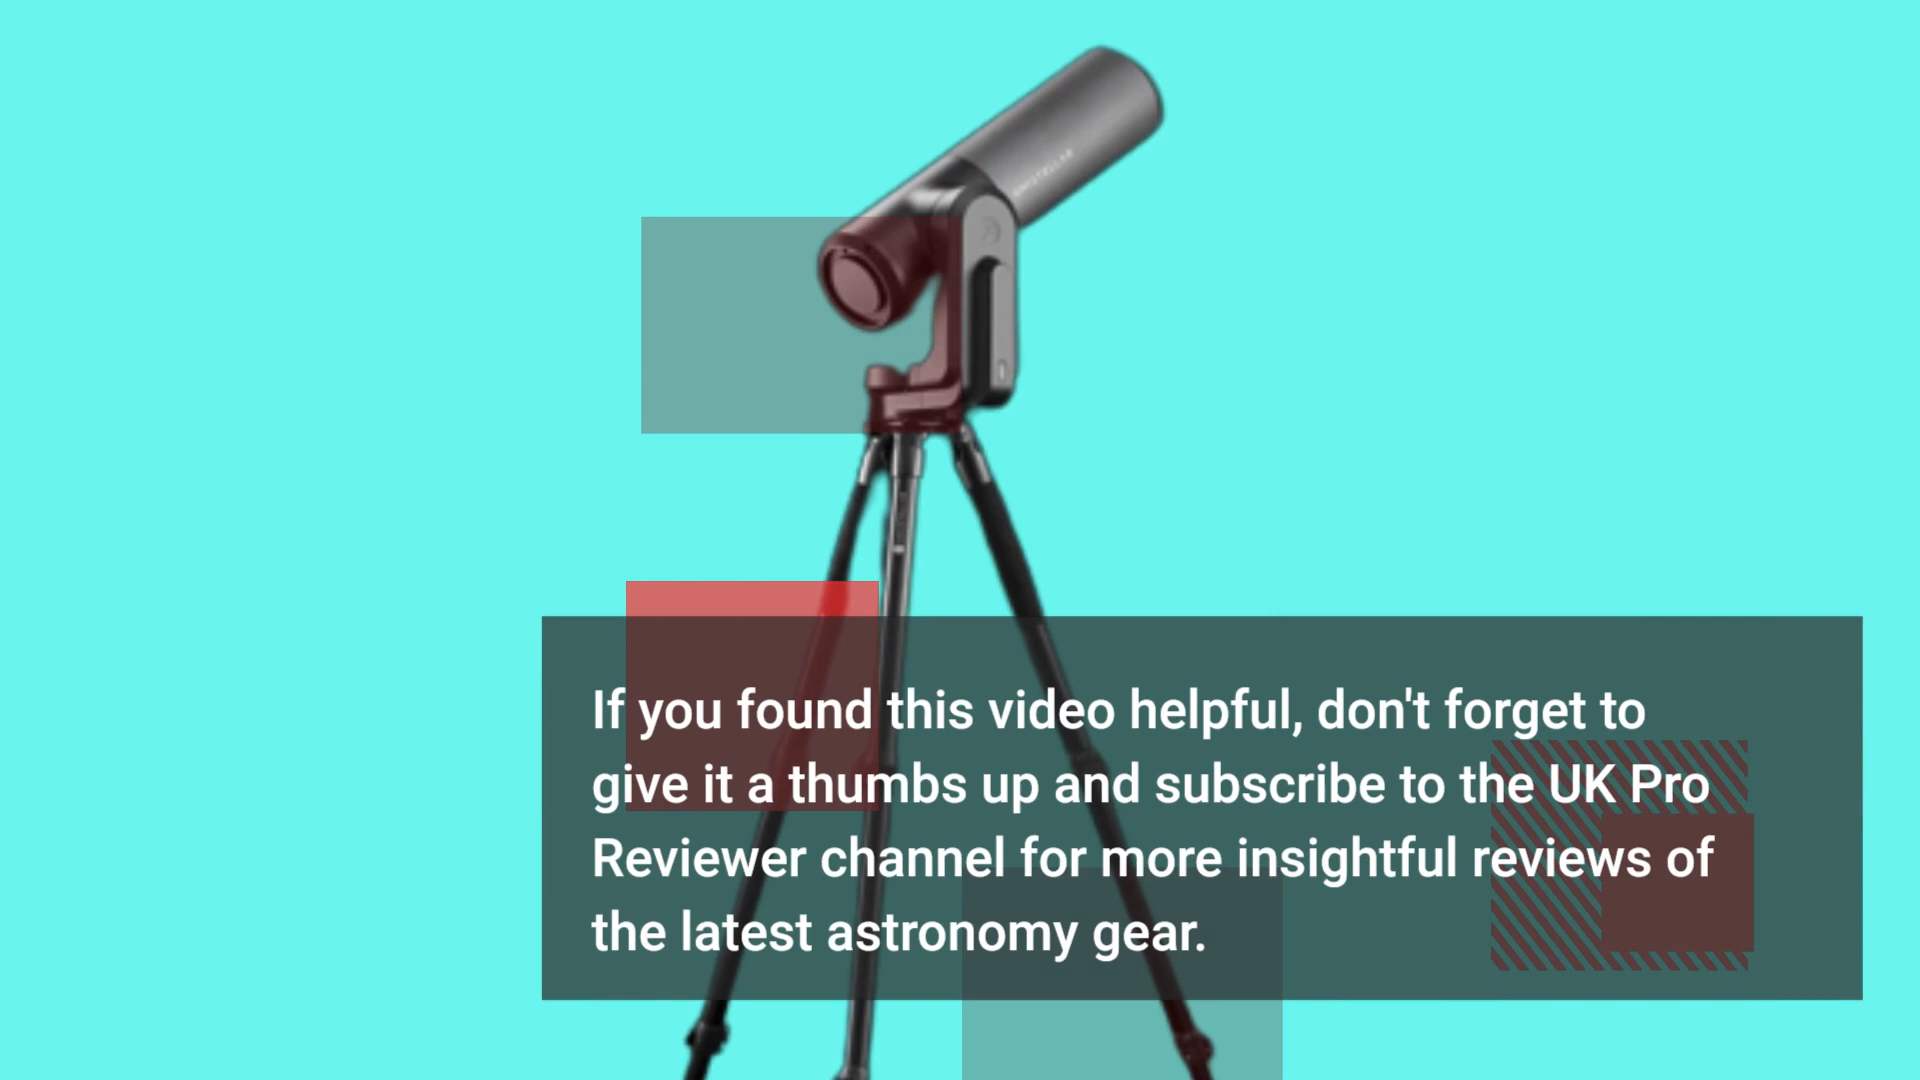 UNISTELLAR
If you found this video helpful, don't forget to
give it a thumbs up and subscribe to the UK Pro
Reviewer channel for more insightful reviews of
the latest astronomy gear.